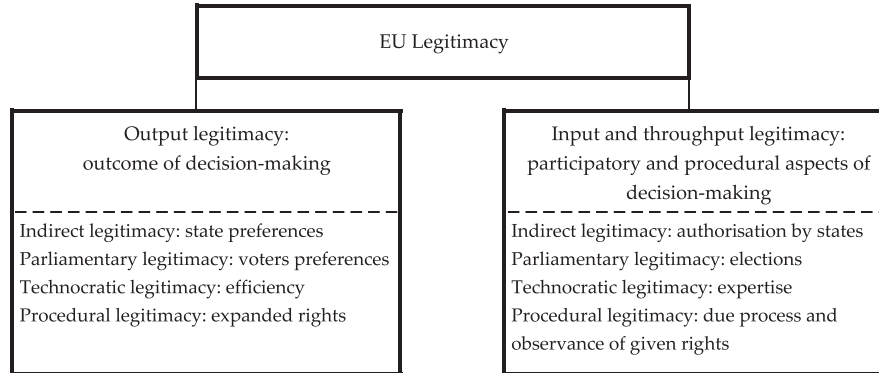 EU Legitimacy
Output legitimacy:
outcome of decision-making
Indirect legitimacy: state preferences
Parliamentary legitimacy: voters preferences
Technocratic legitimacy: efficiency
Procedural legitimacy: expanded rights
Input and throughput legitimacy:
participatory and procedural aspects of
decision-making
Indirect legitimacy: authorisation by states
Parliamentary legitimacy: elections
Technocratic legitimacy: expertise
Procedural legitimacy: due process and
observance of given rights